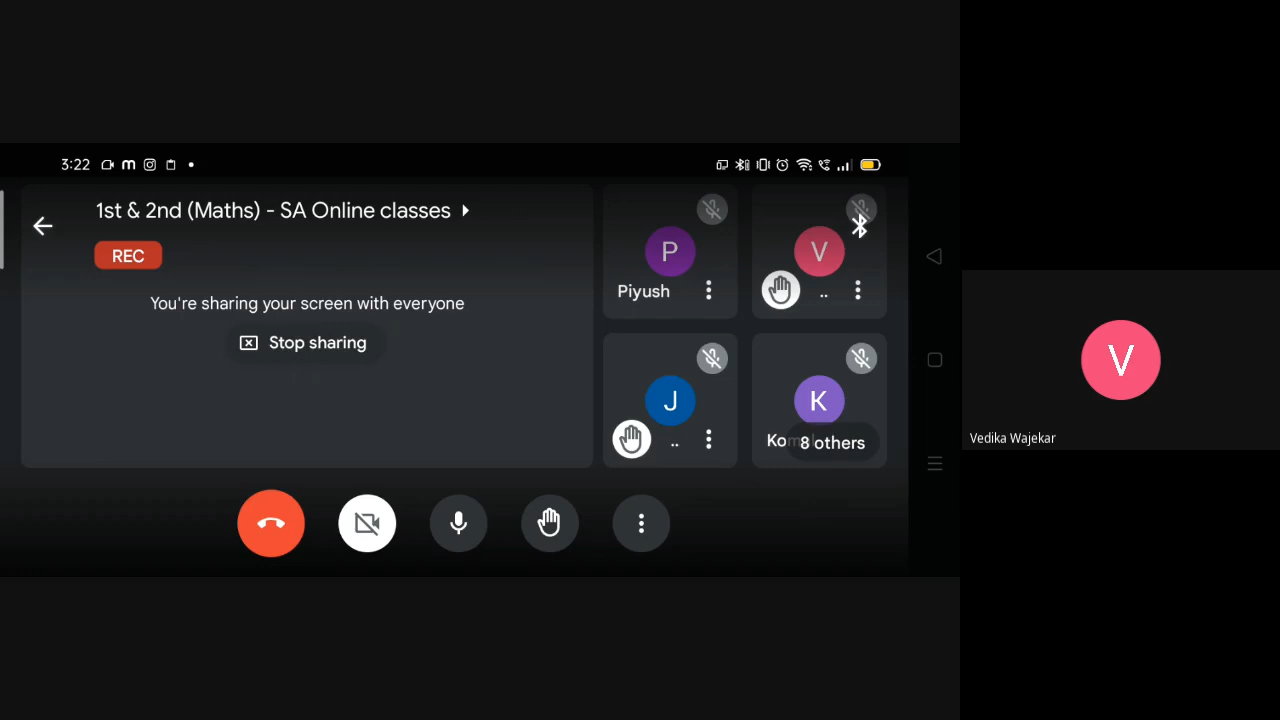 3:22
1st & 2nd (Maths) - SA Online classes
REC
You're sharing your screen with everyone
Stop sharing
P
Piyush
V
..
J
..
K
8 others
V
Vedika Wajekar